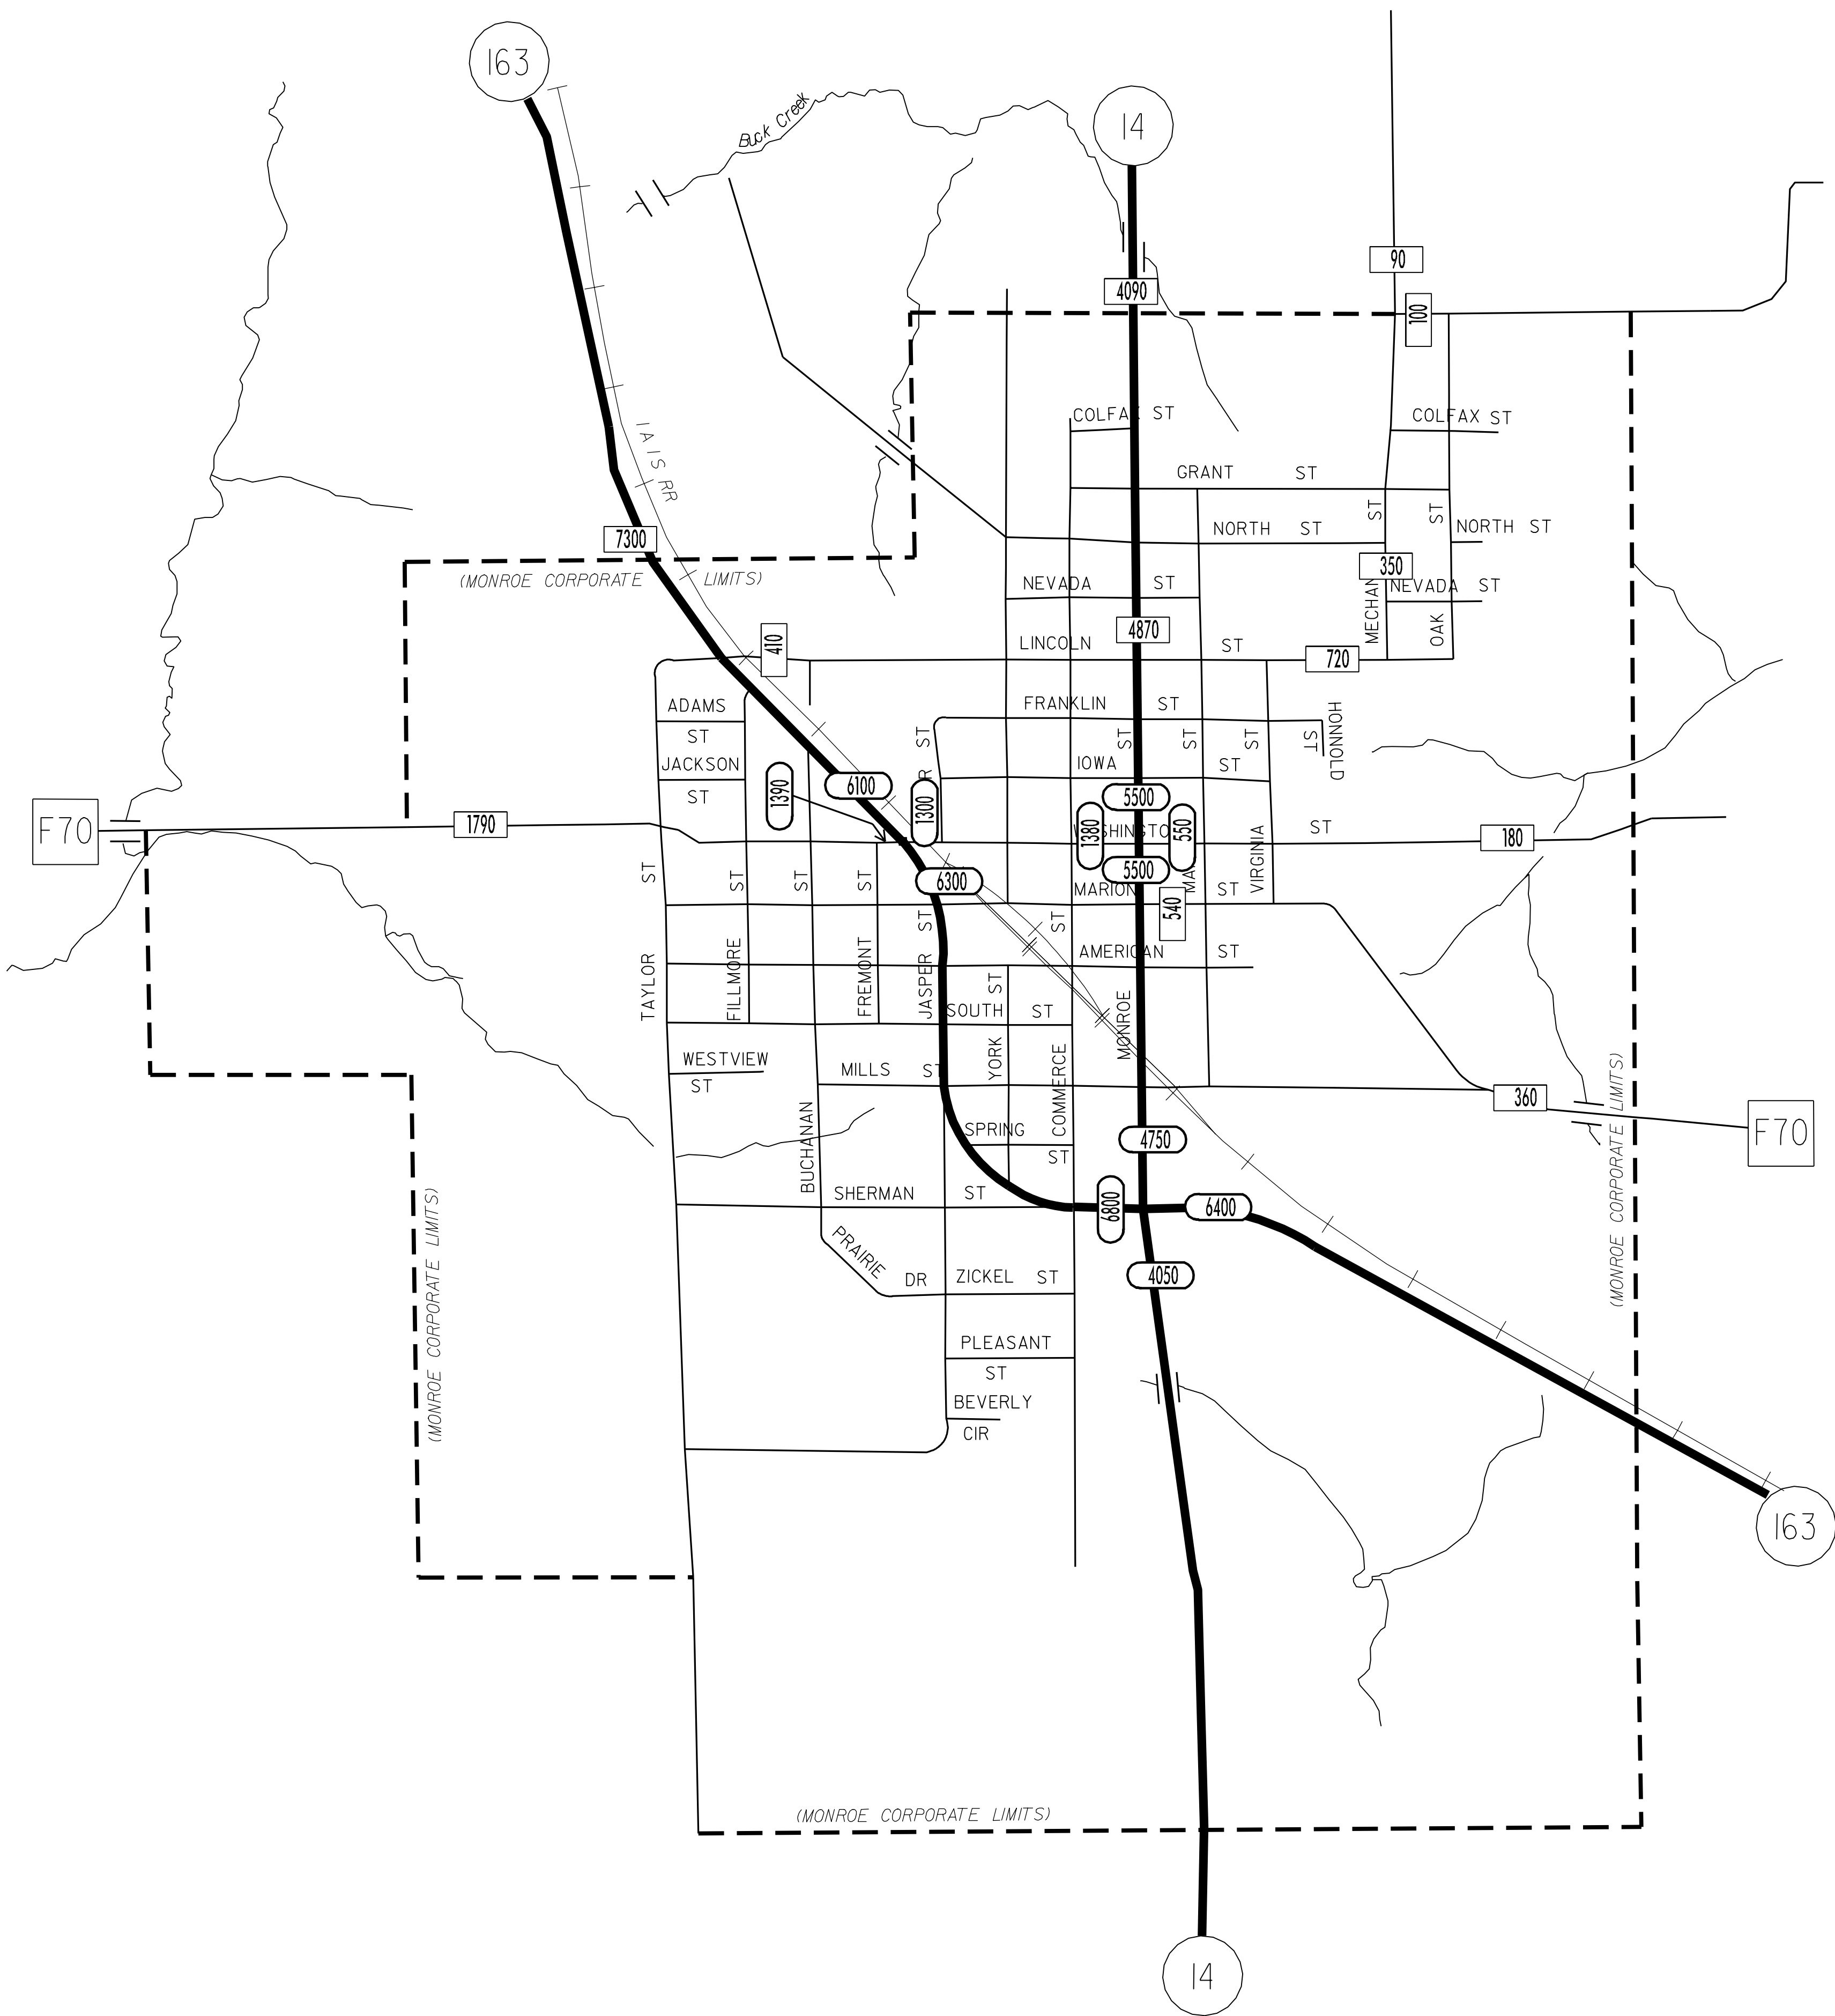 163
Buck Creek
14
90
4090
100
IAIS RR
COLFAX ST
COLFAX ST
GRANT ST
ST
ST
7300
NORTH ST
NORTH ST
(MONROE CORPORATE LIMITS)
350
NEVADA ST
NEVADA ST
MECHAN
OAK
410
4870
LINCOLN ST
720
ADAMS
ST
FRANKLIN ST
HONNOLD
ST
ST
ST
ST
ST
JACKSON
ST
IOWA ST
1390
6100
1300
R
5500
1380
550
F70
1790
WASHINGTON ST
180
5500
ST
ST
ST
ST
6300
MARION ST
MA
VIRGINIA
540
TAYLOR
FILLMORE
FREMONT
JASPER ST
ST
AMERICAN ST
ST
SOUTH ST
MONROE
WESTVIEW
ST
MILLS ST
YORK
COMMERCE
360
F70
(MONROE CORPORATE LIMITS)
BUCHANAN
SPRING
ST
4750
SHERMAN ST
6800
6400
(MONROE CORPORATE LIMITS)
PRAIRIE
DR
ZICKEL ST
4050
PLEASANT
ST
BEVERLY
CIR
163
(MONROE CORPORATE LIMITS)
14